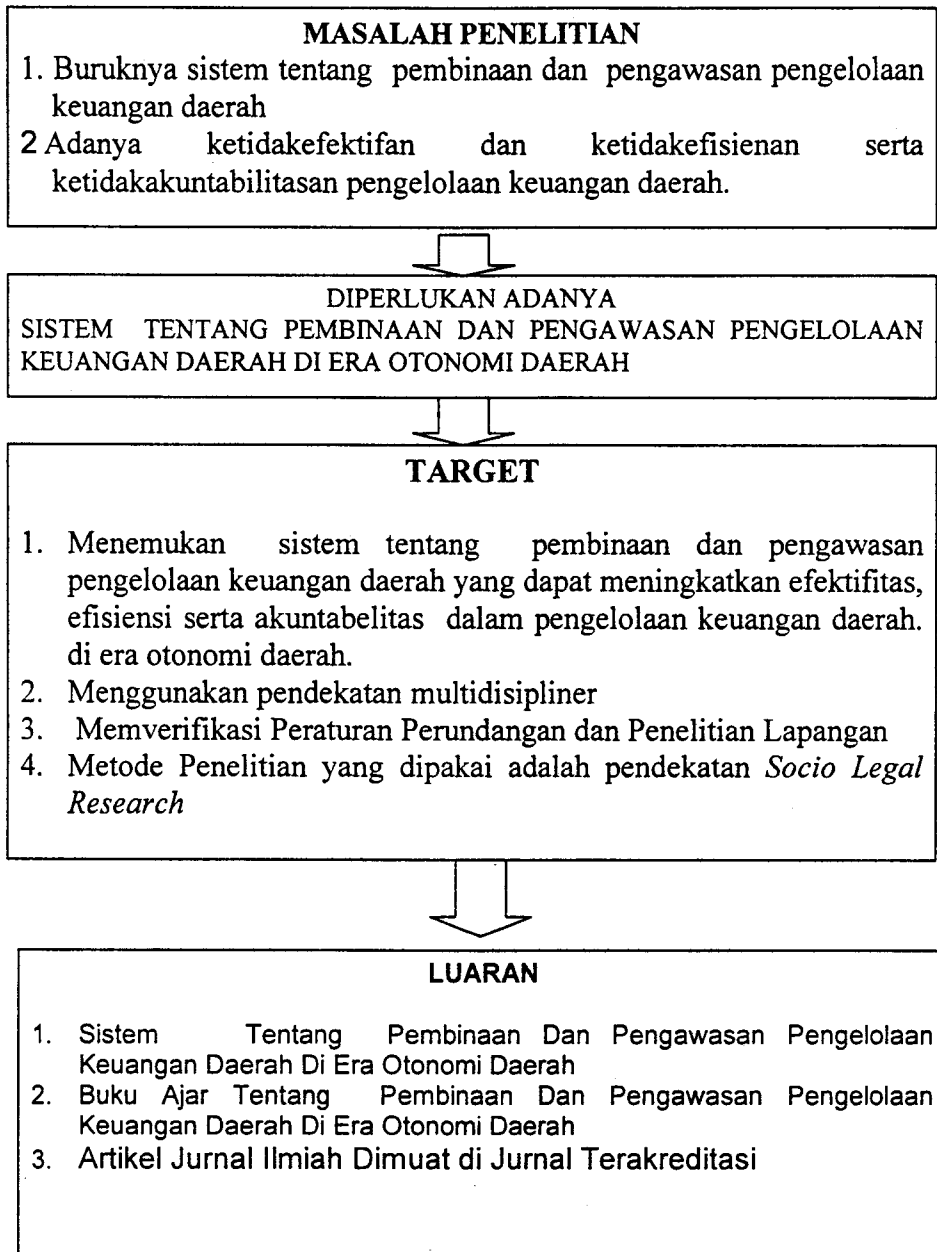 MASALAH PENELITIAN
1. Buruknya sistem tentang pembinaan dan pengawasan pengelolaan
keuangan daerah
2 Adanya ketidakefektifan dan ketidakefisienan serta
ketidakakuntabilitasan pengelolaan keuangan daerah.
DIPERLUKAN ADANYA
SISTEM TENTANG PEMBINAAN DAN PENGAWASAN PENGELOLAAN
KEUANGAN DAERAH DI ERA OTONOMI DAERAH
TARGET
1. Menemukan sistem tentang pembinaan dan pengawasan
pengelolaan keuangan daerah yang dapat meningkatkan efektifitas,
efisiensi serta akuntabelitas dalam pengelolaan keuangan daerah.
di era otonomi daerah.
2. Menggunakan pendekatan multidisipliner
3. Memverifikasi Peraturan Perundangan dan Penelitian Lapangan
4. Metode Penelitian yang dipakai adalah pendekatan Socio Legal
Research
LUARAN
1. Sistem Tentang Pembinaan Dan Pengawasan Pengelolaan
Keuangan Daerah Di Era Otonomi Daerah
2. Buku Ajar Tentang Pembinaan Dan Pengawasan Pengelolaan
Keuangan Daerah Di Era Otonomi Daerah
3. Artikel Jurnal Ilmiah Dimuat di Jurnal Terakreditasi